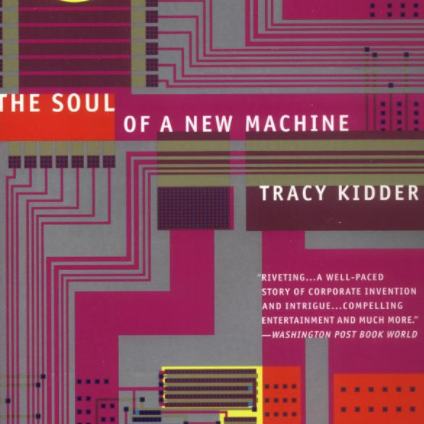 THE SOUL
OF A NEW MACHINE
TRACY KIDDER
"RIVETING...A WELL-PACED
STORY OF CORPORATE INVENTION
AND INTRIGUE...COMPELLING
ENTERTAINMENT AND MUCH MORE."
—WASHINGTON POST BOOK WORLD